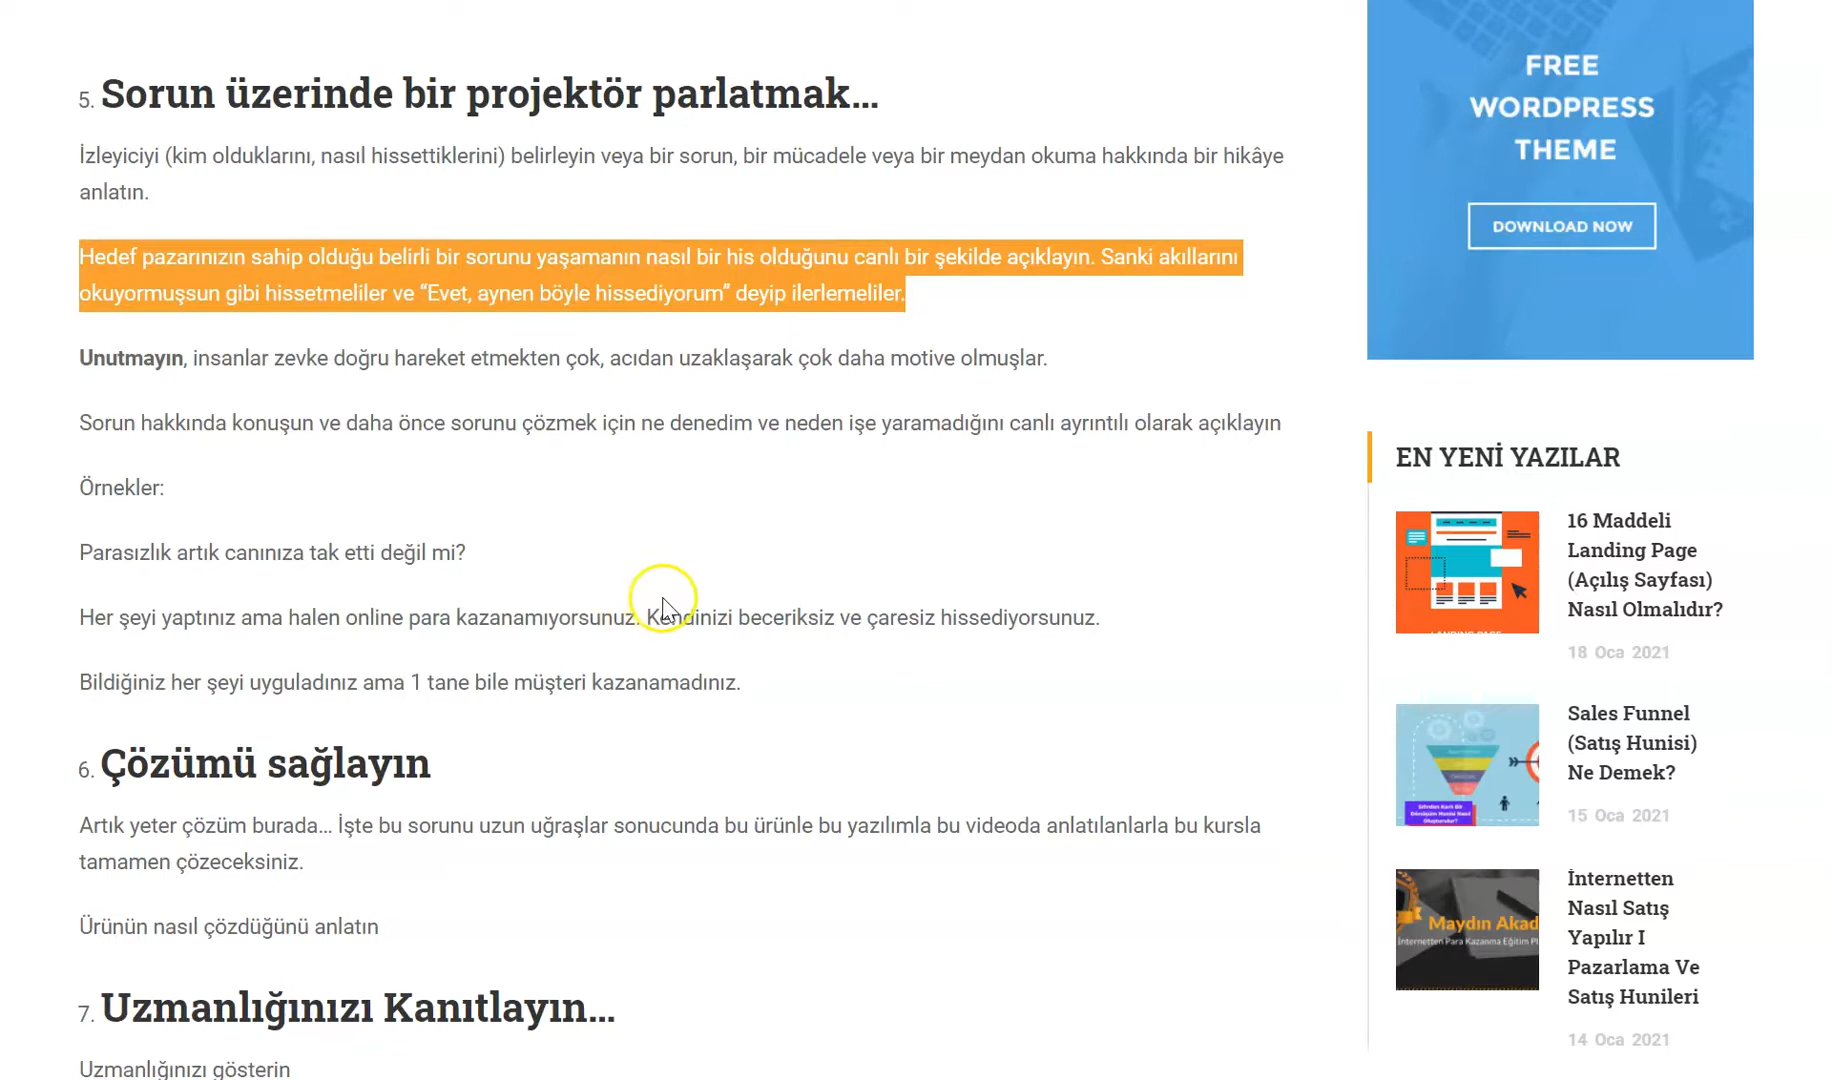 5. Sorun üzerinde bir projektör parlatmak...
İzleyiciyi (kim olduklarını, nasıl hissettiklerini) belirleyin veya bir sorun, bir mücadele veya bir meydan okuma hakkında bir hikâye
anlatın.
Hedef pazarınızın sahip olduğu belirli bir sorunu yaşamanın nasıl bir his olduğunu canlı bir şekilde açıklayın. Sanki akıllarını
okuyormuşsun gibi hissetmeliler ve “Evet, aynen böyle hissediyorum” deyip ilerlemeliler.
Unutmayın, insanlar zevke doğru hareket etmekten çok, acıdan uzaklaşarak çok daha motive olmuşlar.
Sorun hakkında konuşun ve daha önce sorunu çözmek için ne denedim ve neden işe yaramadığını canlı ayrıntılı olarak açıklayın
Örnekler:
Parasızlık artık canınıza tak etti değil mi?
Her şeyi yaptınız ama halen online para kazanamıyorsunuz. Kendinizi beceriksiz ve çaresiz hissediyorsunuz.
Bildiğiniz her şeyi uyguladınız ama 1 tane bile müşteri kazanamadınız.
6. Çözümü sağlayın
Artık yeter çözüm burada... İşte bu sorunu uzun uğraşlar sonucunda bu ürünle bu yazılımla bu videoda anlatılanlarla bu kursla
tamamen çözeceksiniz.
Ürünün nasıl çözdüğünü anlatın
7. Uzmanlığınızı Kanıtlayın...
Uzmanlığınızı gösterin
FREE
WORDPRESS
THEME
DOWNLOAD NOW
EN YENİ YAZILAR
16 Maddeli
Landing Page
(Açılış Sayfası)
Nasıl Olmalıdır?
18 Oca 2021
Sales Funnel
(Satış Hunisi)
Ne Demek?
15 Oca 2021
Maydın Akad
İnternetten Para Kazanma Eğitim Pl
İnternetten
Nasıl Satış
Yapılır I
Pazarlama Ve
Satış Hunileri
14 Oca 2021